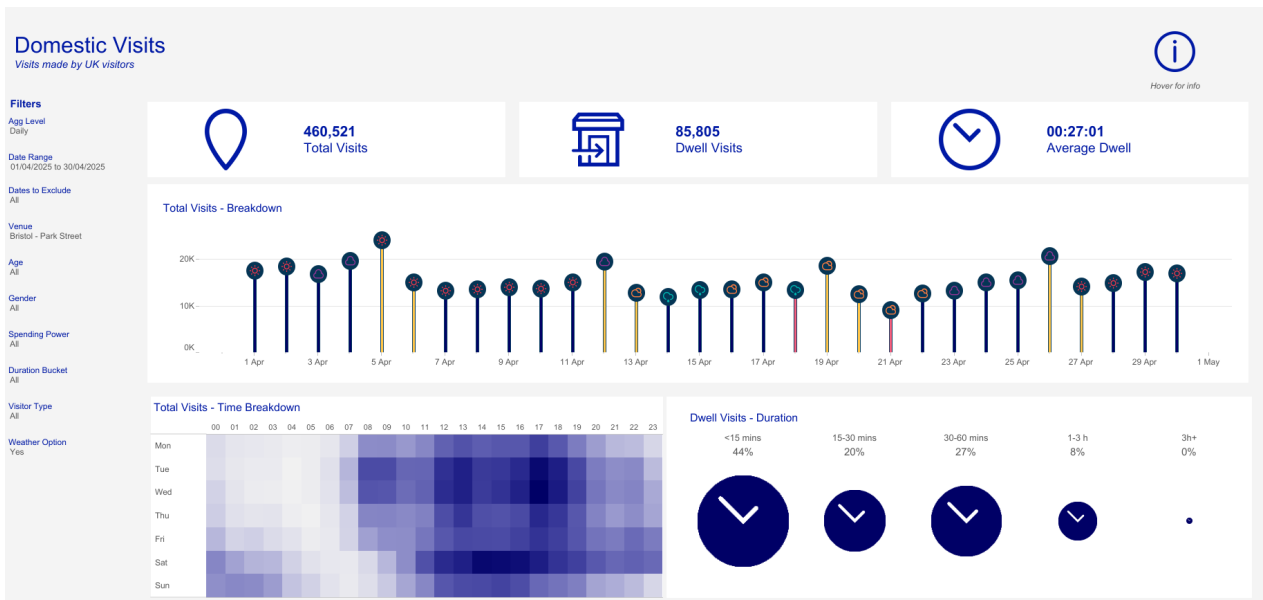 Domestic Visits
Visits made by UK visitors
Hover for info
Filters
Agg Level
Daily
Date Range
01/04/2025 to 30/04/2025
Dates to Exclude
All
Venue
Bristol - Park Street
Age
All
Gender
All
Spending Power
All
Duration Bucket
All
Visitor Type
All
Weather Option
Yes
460,521
Total Visits
85,805
Dwell Visits
00:27:01
Average Dwell
Total Visits - Breakdown
20K
10K
0K
1 Apr 3 Apr 5 Apr 7 Apr 9 Apr 11 Apr 13 Apr 15 Apr 17 Apr 19 Apr 21 Apr 23 Apr 25 Apr 27 Apr 29 Apr 1 May
Total Visits - Time Breakdown
00 01 02 03 04 05 06 07 08 09 10 11 12 13 14 15 16 17 18 19 20 21 22 23
Mon
Tue
Wed
Thu
Fri
Sat
Sun
Dwell Visits - Duration
<15 mins 15-30 mins 30-60 mins 1-3 h 3h+
44% 20% 27% 8% 0%